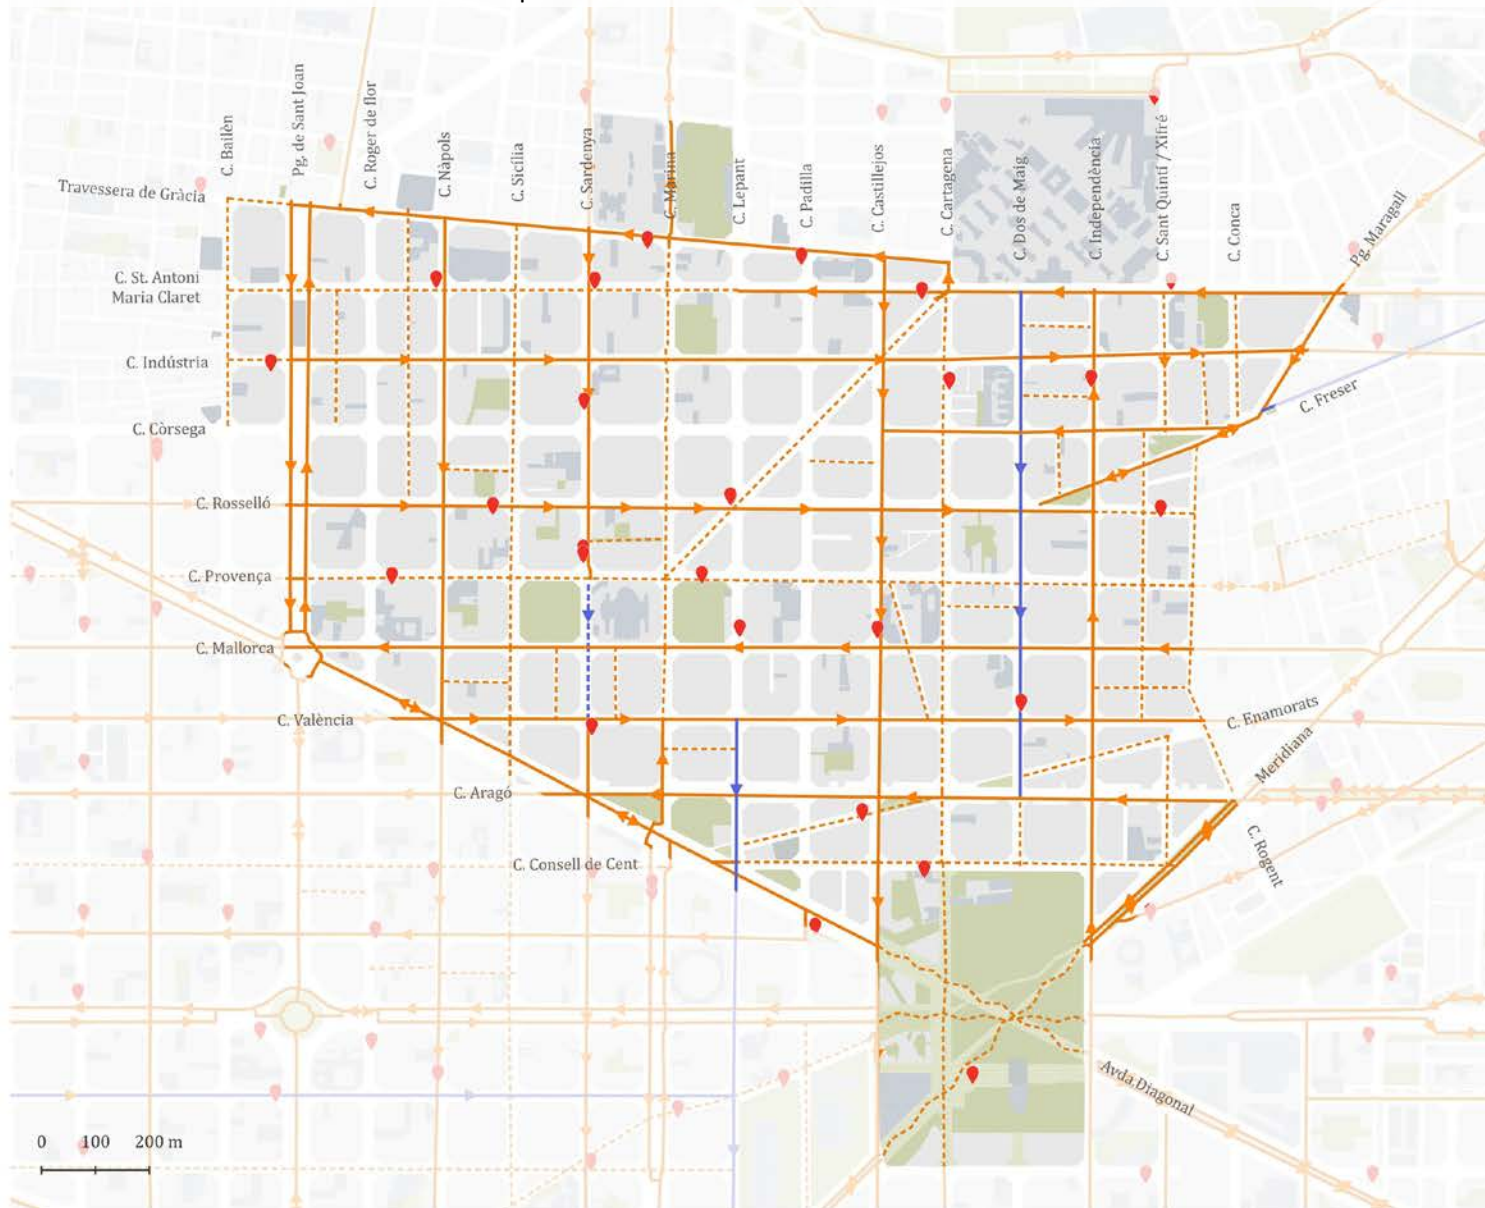 C. Bailèn
Pg. de Sant Joan
C. Roger de flor
C. Nàpols
C. Sicília
C. Sardenya
C. Marina
C. Lepant
C. Padilla
C. Castillejos
C. Cartagena
C. Dos de Maig
C. Independència
C. Sant Quintí / Xifré
C. Conca
Pg. Maragall
Travessera de Gràcia
C. St. Antoni
Maria Claret
C. Indústria
C. Freser
C. Còrsega
C. Rosselló
C. Provença
C. Mallorca
C. València
C. Enamorats
Meridiana
C. Aragó
C. Rogent
C. Consell de Cent
Avda.Diagonal
0 100 200 m